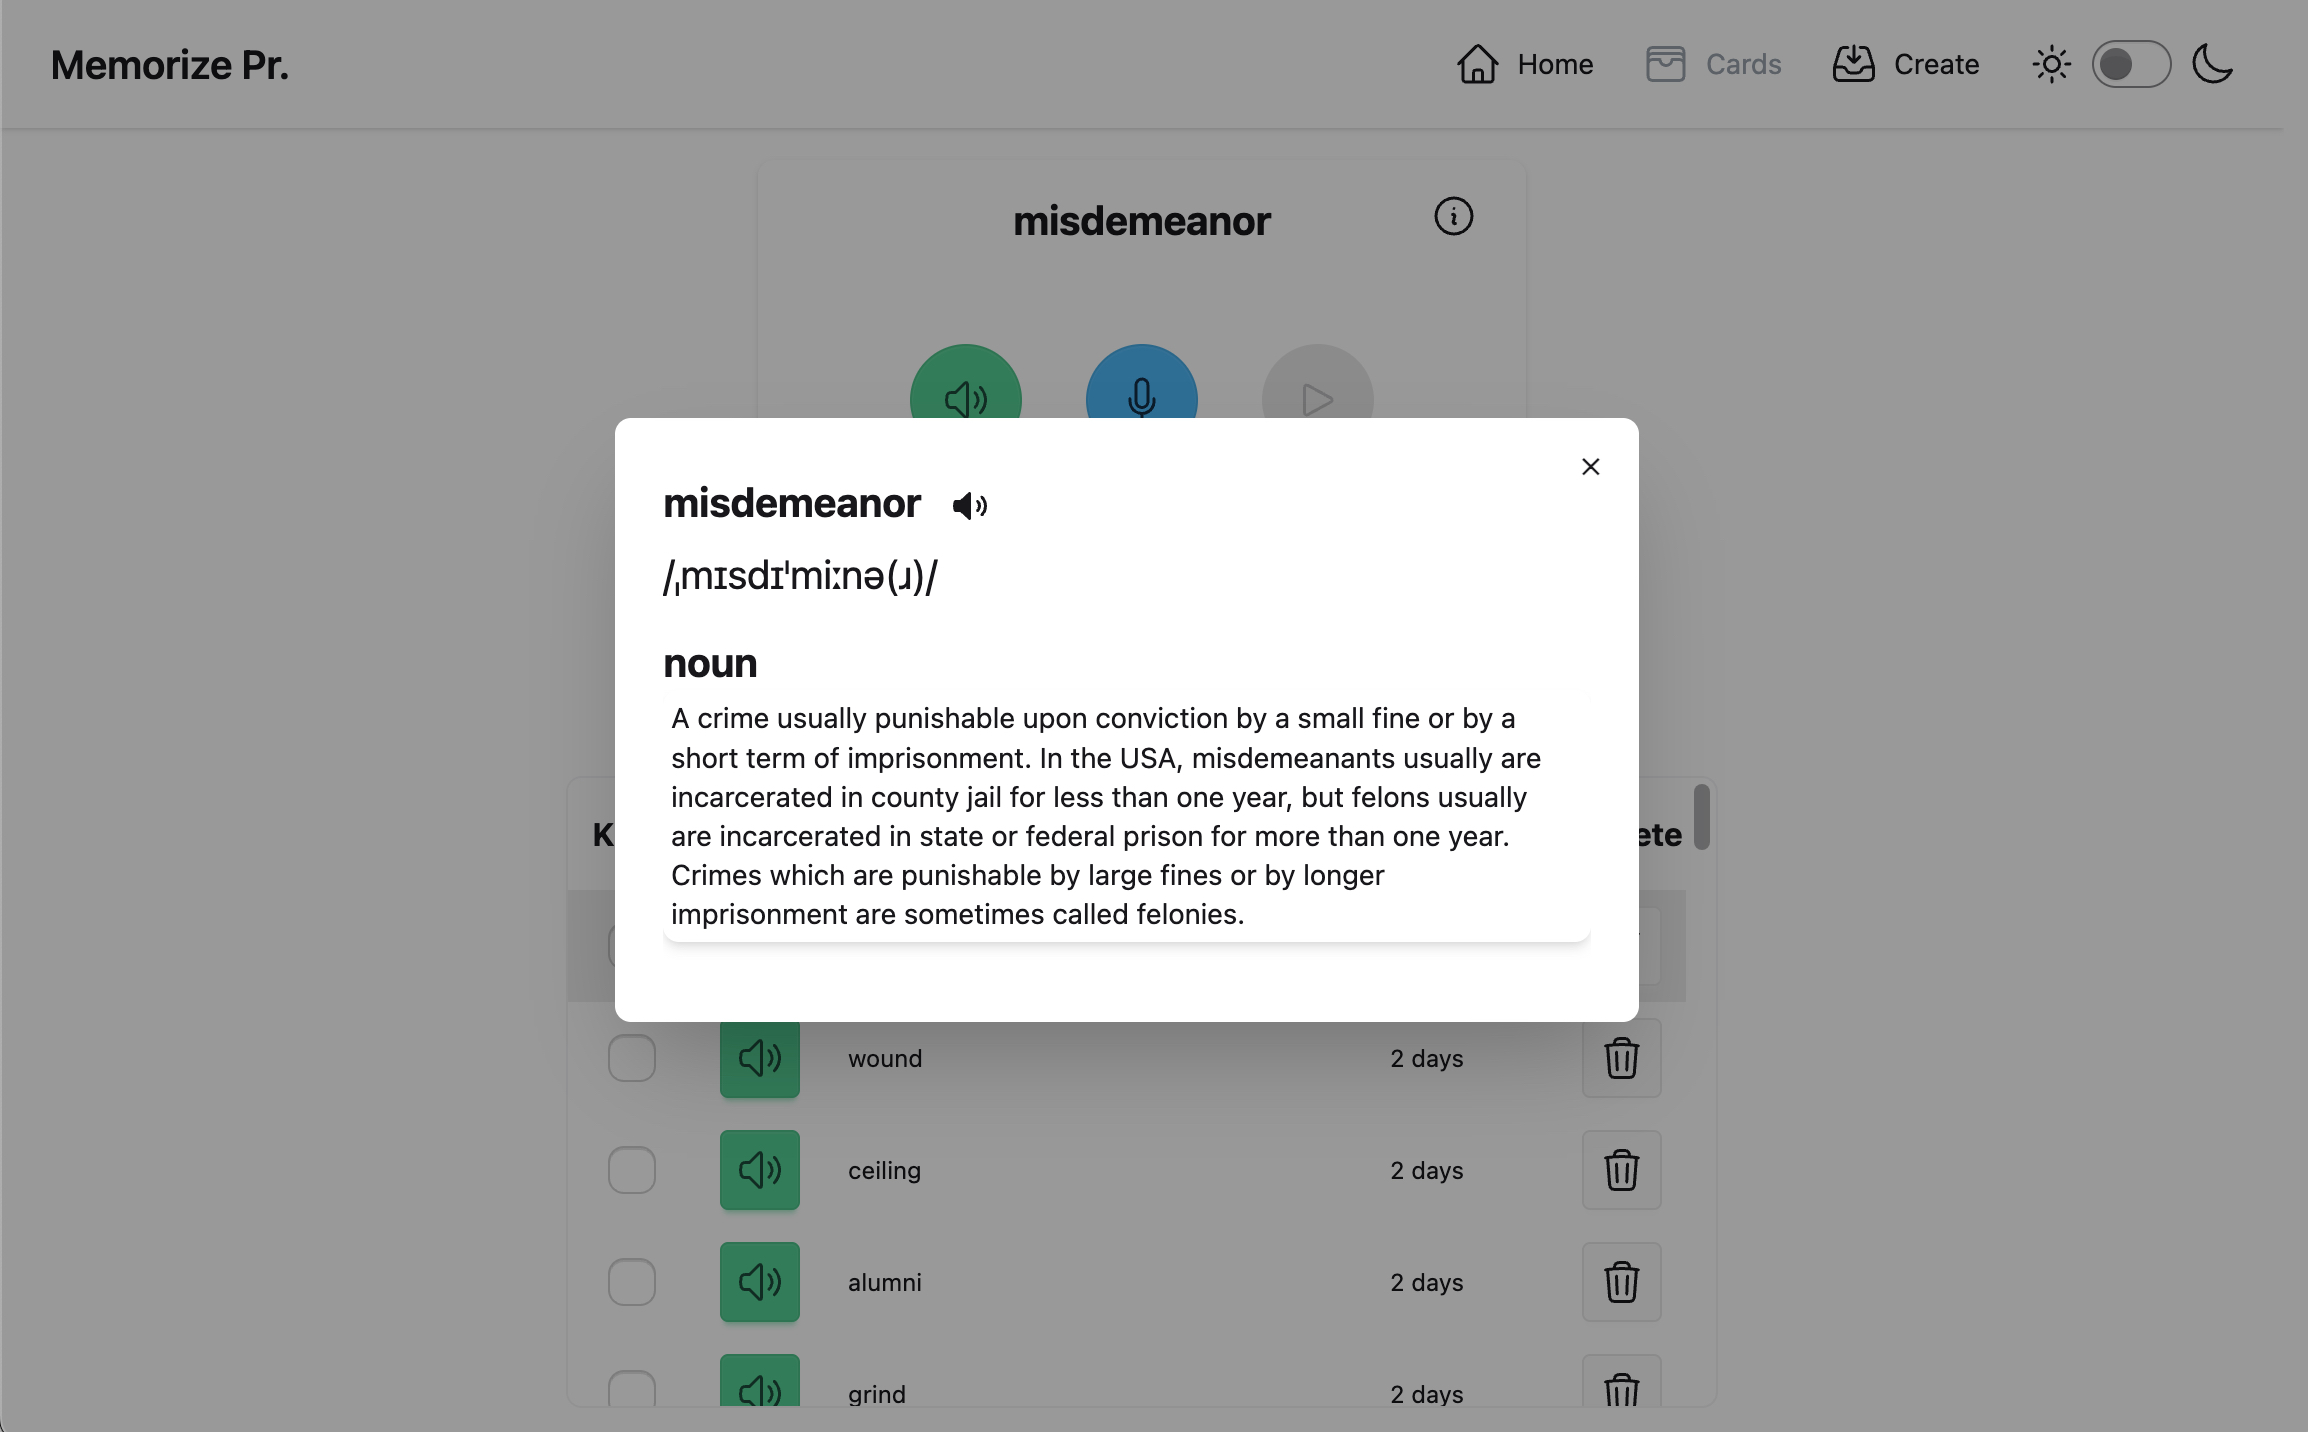 Memorize Pr.
Home
Cards
Create
misdemeanor
misdemeanor
/ˌmɪsdɪˈmiːnə(ɹ)/
noun
A crime usually punishable upon conviction by a small fine or by a
short term of imprisonment. In the USA, misdemeanants usually are
incarcerated in county jail for less than one year, but felons usually
are incarcerated in state or federal prison for more than one year.
Crimes which are punishable by large fines or by longer
imprisonment are sometimes called felonies.
wound 2 days
ceiling 2 days
alumni 2 days
grind 2 days